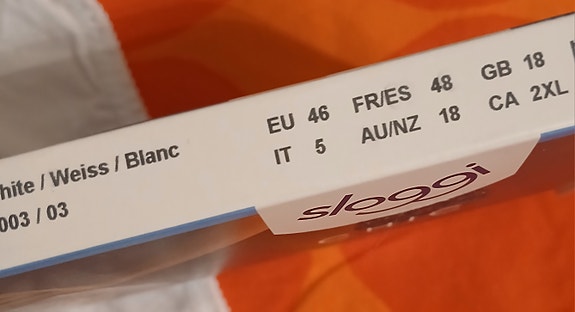 hite / Weiss / Blanc
003 / 03
EU 46 FR/ES 48 GB 18
IT 5 AU/NZ 18 CA 2XL
sloggi